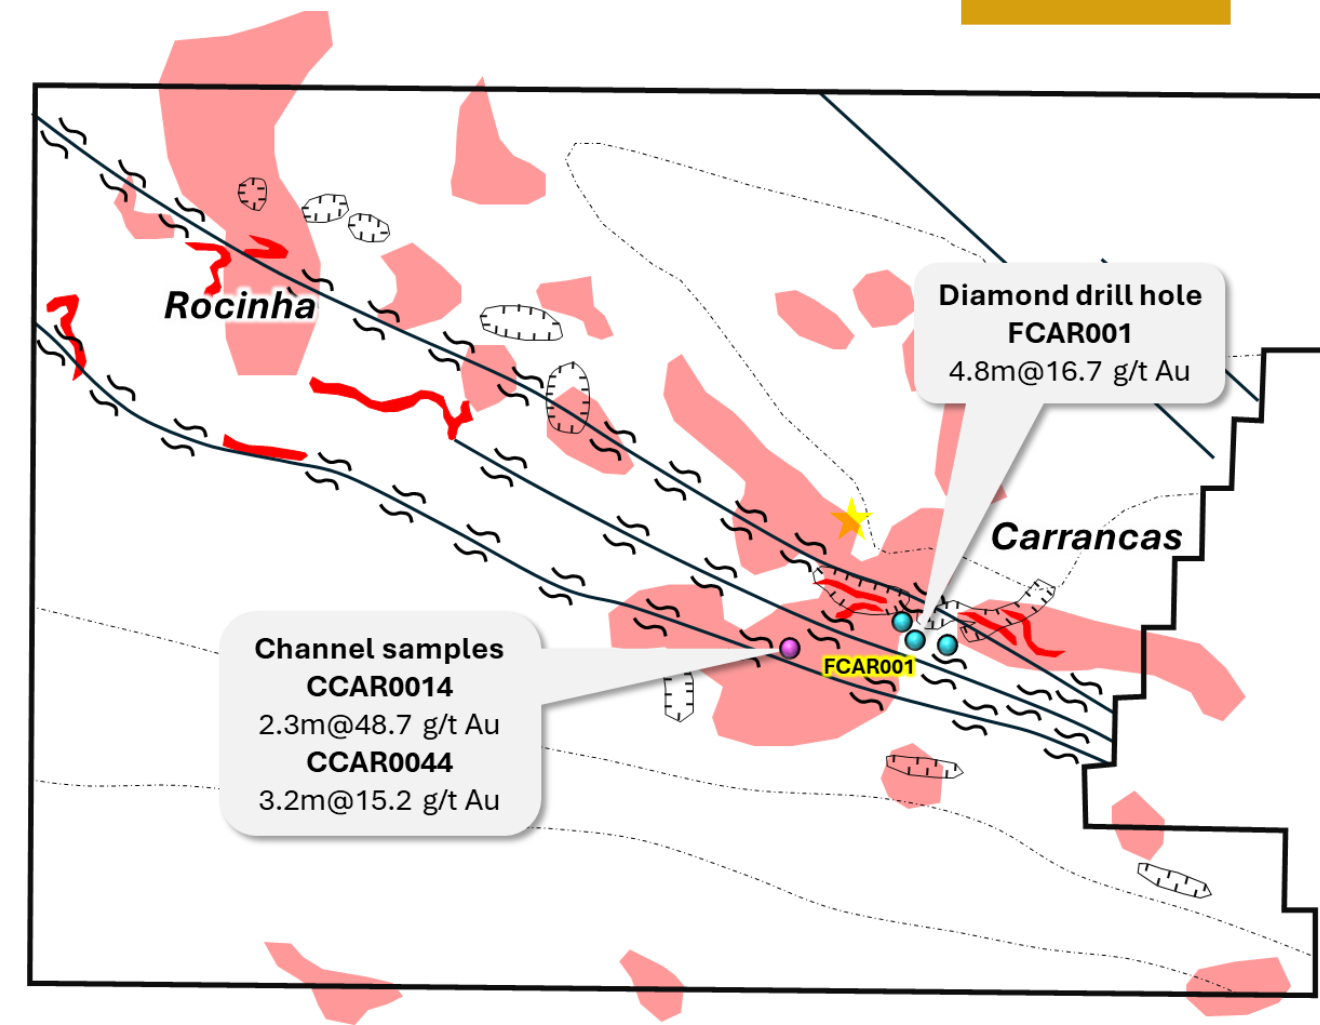 Rocinha
Diamond drill hole
FCAR001
4.8m@16.7 g/t Au
Carrancas
FCAR001
Channel samples
CCAR0014
2.3m@48.7 g/t Au
CCAR0044
3.2m@15.2 g/t Au